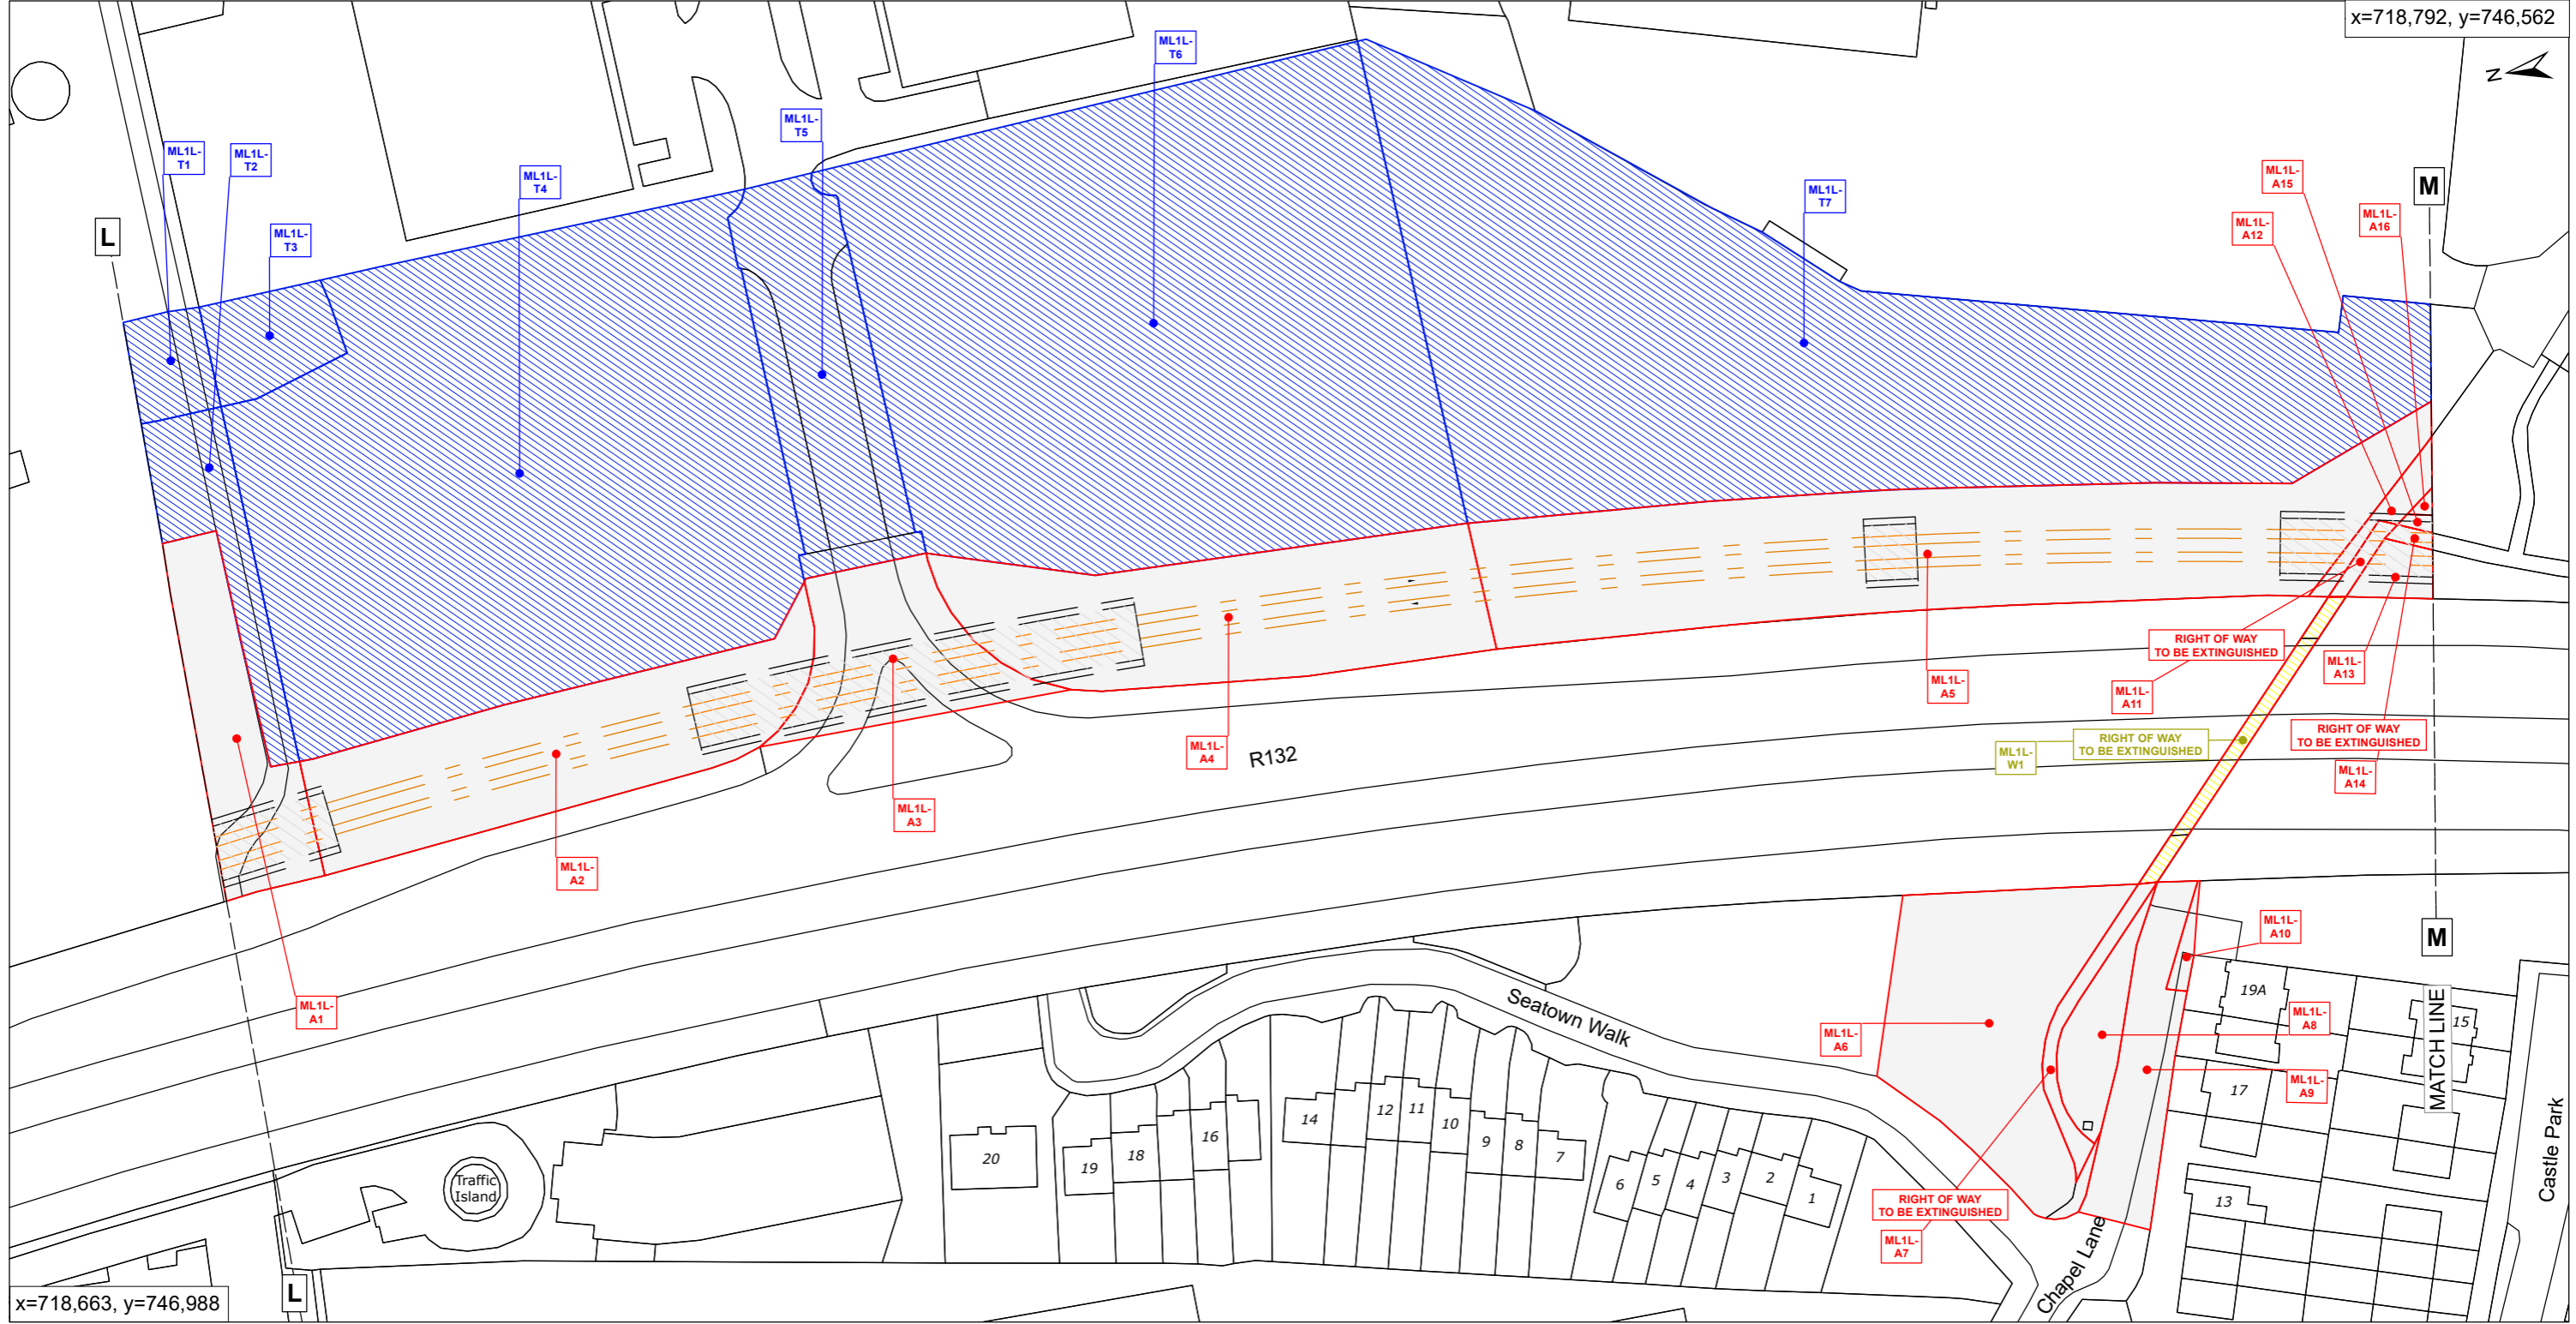 x=718,792, y=746,562
N
ML1L-
T6
ML1L-
T5
ML1L-
T1
ML1L-
T2
ML1L-
T4
ML1L-
T3
ML1L-
T7
ML1L-
A15
ML1L-
A12
ML1L-
A16
M
L
RIGHT OF WAY
TO BE EXTINGUISHED
ML1L-
A13
ML1L-
A11
ML1L-
A5
RIGHT OF WAY
TO BE EXTINGUISHED
ML1L-
W1
RIGHT OF WAY
TO BE EXTINGUISHED
ML1L-
A14
ML1L-
A4
R132
ML1L-
A3
ML1L-
A2
ML1L-
A1
ML1L-
A10
M
ML1L-
A6
ML1L-
A8
ML1L-
A9
Seatown Walk
19A
15
MATCH LINE
17
13
Castle Park
Traffic
Island
20
19
18
16
14
12
11
10
9
8
7
6
5
4
3
2
1
RIGHT OF WAY
TO BE EXTINGUISHED
ML1L-
A7
Chapel Lane
L
x=718,663, y=746,988